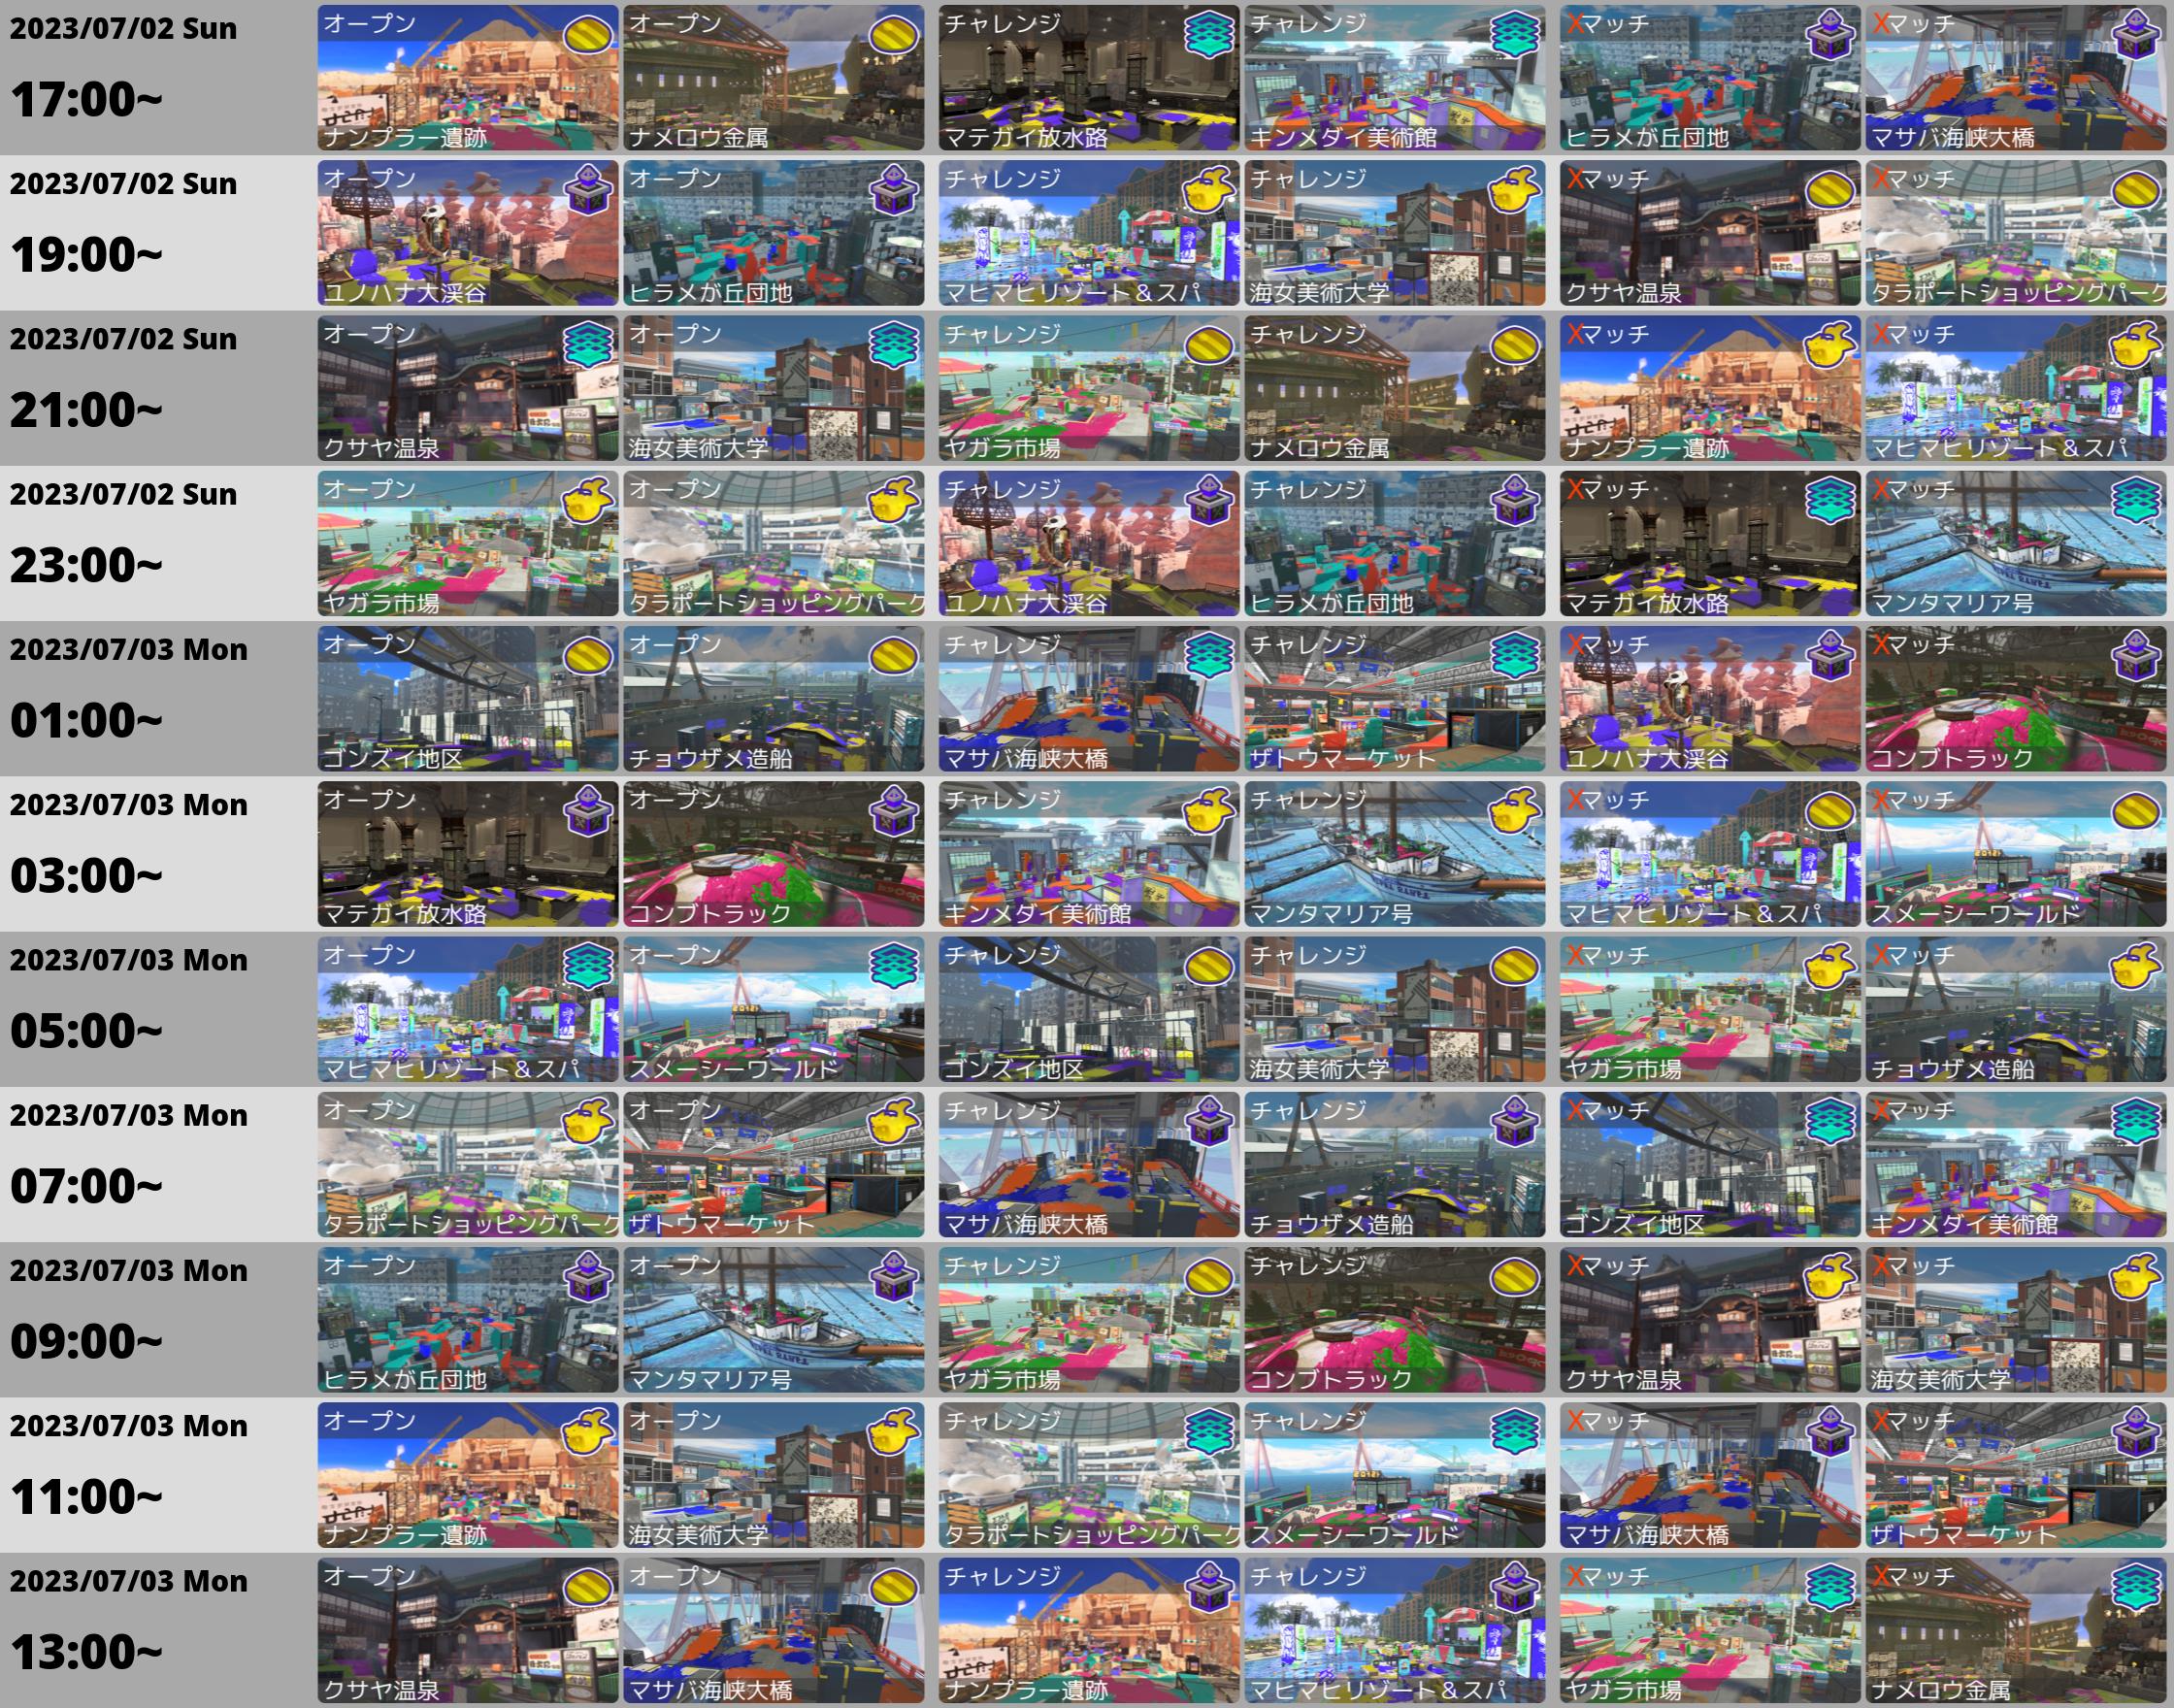 2023/07/02 Sun
17:00~
オープン オープン チャレンジ チャレンジ Xマッチ Xマッチ
ナンプラー遺跡 ナメロウ金属 マテガイ放水路 キンメダイ美術館 ヒラメが丘団地 マサバ海峡大橋
2023/07/02 Sun
19:00~
オープン オープン チャレンジ チャレンジ Xマッチ Xマッチ
ユノハナ大渓谷 ヒラメが丘団地 マヒマヒリゾート&スパ 海女美術大学 クサヤ温泉 タラポートショッピングパーク
2023/07/02 Sun
21:00~
オープン オープン チャレンジ チャレンジ Xマッチ Xマッチ
クサヤ温泉 海女美術大学 ヤガラ市場 ナメロウ金属 ナンプラー遺跡 マヒマヒリゾート&スパ
2023/07/02 Sun
23:00~
オープン オープン チャレンジ チャレンジ Xマッチ Xマッチ
ヤガラ市場 タラポートショッピングパーク ユノハナ大渓谷 ヒラメが丘団地 マテガイ放水路 マンタマリア号
2023/07/03 Mon
01:00~
オープン オープン チャレンジ チャレンジ Xマッチ Xマッチ
ゴンズイ地区 チョウザメ造船 マサバ海峡大橋 ザトウマーケット ユノハナ大渓谷 コンブトラック
2023/07/03 Mon
03:00~
オープン オープン チャレンジ チャレンジ Xマッチ Xマッチ
マテガイ放水路 コンブトラック キンメダイ美術館 マンタマリア号 マヒマヒリゾート&スパ スメーシーワールド
2023/07/03 Mon
05:00~
オープン オープン チャレンジ チャレンジ Xマッチ Xマッチ
マヒマヒリゾート&スパ スメーシーワールド ゴンズイ地区 海女美術大学 ヤガラ市場 チョウザメ造船
2023/07/03 Mon
07:00~
オープン オープン チャレンジ チャレンジ Xマッチ Xマッチ
タラポートショッピングパーク ザトウマーケット マサバ海峡大橋 チョウザメ造船 ゴンズイ地区 キンメダイ美術館
2023/07/03 Mon
09:00~
オープン オープン チャレンジ チャレンジ Xマッチ Xマッチ
ヒラメが丘団地 マンタマリア号 ヤガラ市場 コンブトラック クサヤ温泉 海女美術大学
2023/07/03 Mon
11:00~
オープン オープン チャレンジ チャレンジ Xマッチ Xマッチ
ナンプラー遺跡 海女美術大学 タラポートショッピングパーク スメーシーワールド マサバ海峡大橋 ザトウマーケット
2023/07/03 Mon
13:00~
オープン オープン チャレンジ チャレンジ Xマッチ Xマッチ
クサヤ温泉 マサバ海峡大橋 ナンプラー遺跡 マヒマヒリゾート&スパ ヤガラ市場 ナメロウ金属